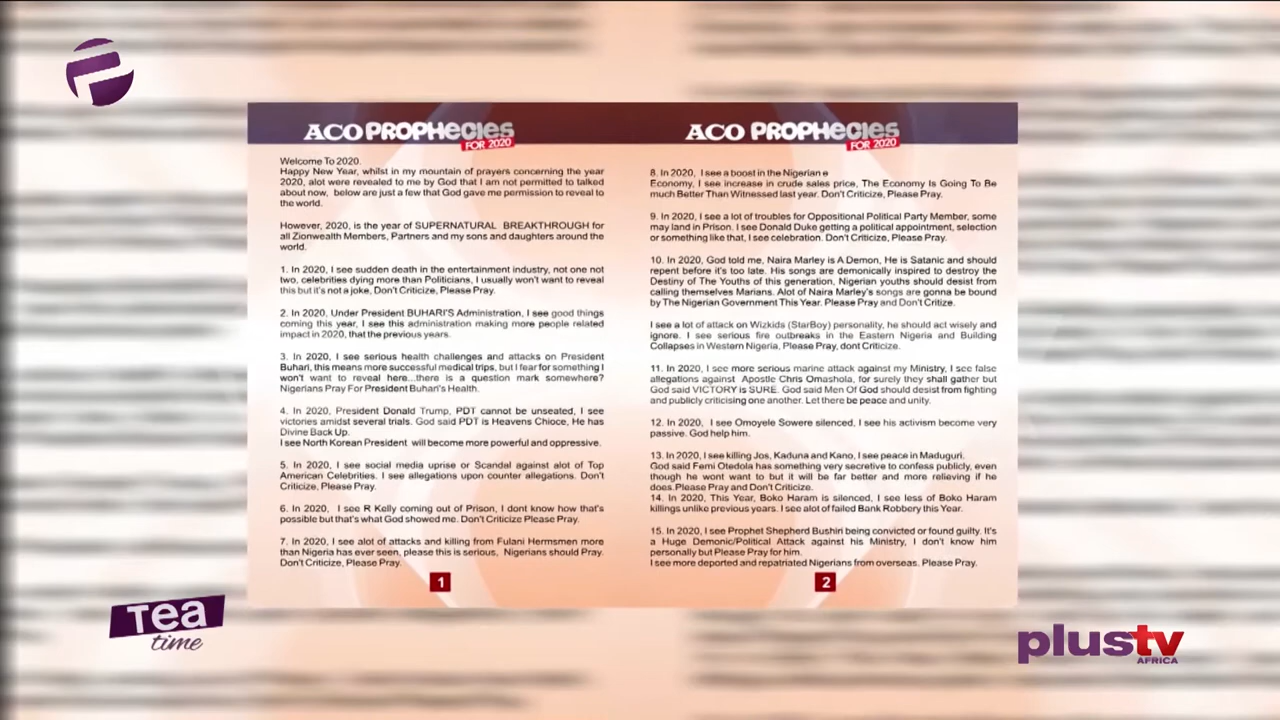 ACO PROPHECIES
FOR 2020
Welcome To 2020.
Happy New Year, whilst in my mountain of prayers concerning the year
2020, alot were revealed to me by God that I am not permitted to talked
about now, below are just a few that God gave me permission to reveal to
the world.
However, 2020, is the year of SUPERNATURAL BREAKTHROUGH for
all Zionwealth Members, Partners and my sons and daughters around the
world.
1. In 2020, I see sudden death in the entertainment industry, not one not
two, celebrities dying more than Politicians, I usually won't want to reveal
this but it's not a joke, Don't Criticize, Please Pray.
2. In 2020, Under President BUHARI'S Administration, I see good things
coming this year, I see this administration making more people related
impact in 2020, that the previous years.
3. In 2020, I see serious health challenges and attacks on President
Buhari, this means more successful medical trips, but I fear for something I
won't want to reveal here...there is a question mark somewhere?
Nigerians Pray For President Buhari's Health.
4. In 2020, President Donald Trump, PDT cannot be unseated, I see
victories amidst several trials. God said PDT is Heavens Chioce, He has
Divine Back Up.
I see North Korean President will become more powerful and oppressive.
5. In 2020, I see social media uprise or Scandal against alot of Top
American Celebrities. I see allegations upon counter allegations. Don't
Criticize, Please Pray.
6. In 2020, I see R Kelly coming out of Prison, I dont know how that's
possible but that's what God showed me. Don't Criticize Please Pray.
7. In 2020, I see alot of attacks and killing from Fulani Hermsmen more
than Nigeria has ever seen, please this is serious, Nigerians should Pray.
Don't Criticize, Please Pray.
1
ACO PROPHECIES
FOR 2020
8. In 2020, I see a boost in the Nigerian e
Economy, I see increase in crude sales price, The Economy Is Going To Be
much Better Than Witnessed last year. Don't Criticize, Please Pray.
9. In 2020, I see a lot of troubles for Oppositional Political Party Member, some
may land in Prison. I see Donald Duke getting a political appointment, selection
or something like that, I see celebration. Don't Criticize, Please Pray.
10. In 2020, God told me, Naira Marley is A Demon, He is Satanic and should
repent before it's too late. His songs are demonically inspired to destroy the
Destiny of The Youths of this generation, Nigerian youths should desist from
calling themselves Marians. Alot of Naira Marley's songs are gonna be bound
by The Nigerian Government This Year. Please Pray and Don't Critize.
I see a lot of attack on Wizkids (StarBoy) personality, he should act wisely and
ignore. I see serious fire outbreaks in the Eastern Nigeria and Building
Collapses in Western Nigeria, Please Pray, dont Criticize.
11. In 2020, I see more serious marine attack against my Ministry, I see false
allegations against Apostle Chris Omashola, for surely they shall gather but
God said VICTORY is SURE. God said Men Of God should desist from fighting
and publicly criticising one another. Let there be peace and unity.
12. In 2020, I see Omoyele Sowere silenced, I see his activism become very
passive. God help him.
13. In 2020, I see killing Jos, Kaduna and Kano, I see peace in Maduguri.
God said Femi Otedola has something very secretive to confess publicly, even
though he wont want to but it will be far better and more relieving if he
does.Please Pray and Don't Criticize.
14. In 2020, This Year, Boko Haram is silenced, I see less of Boko Haram
killings unlike previous years. I see alot of failed Bank Robbery this Year.
15. In 2020, I see Prophet Shepherd Bushiri being convicted or found guilty. It's
a Huge Demonic/Political Attack against his Ministry, I don't know him
personally but Please Pray for him.
I see more deported and repatriated Nigerians from overseas. Please Pray.
2
Tea
time
plustv
AFRICA